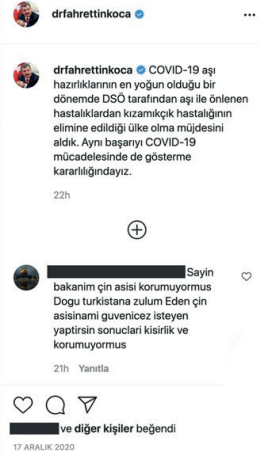 drfahrettinkoca
drfahrettinkoca COVID-19 aşı
hazırlıklarının en yoğun olduğu bir
dönemde DSÖ tarafından aşı ile önlenen
hastalıklardan kızamıkçık hastalığının
elimine edildiği ülke olma müjdesini
aldık. Aynı başarıyı COVID-19
mücadelesinde de gösterme
kararlılığındayız.
22h
Sayin
bakanim çin asisi korumuyormus
Dogu turkistana zulum Eden çin
asisinami guvenicez isteyen
yaptirsin sonuclari kisirlik ve
korumuyormus
21h Yanıtla
ve diğer kişiler beğendi
17 ARALIK 2020